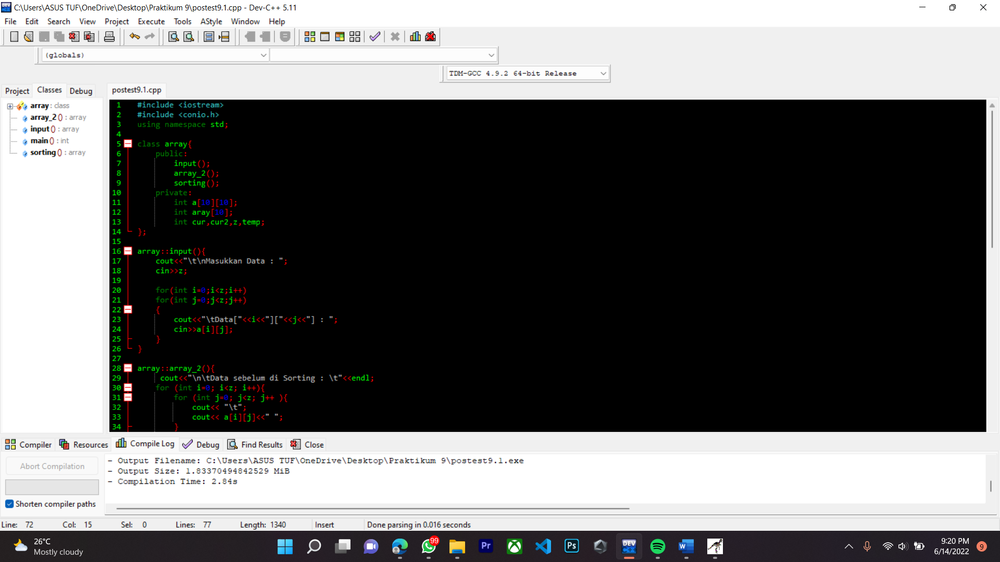 C:\Users\ASUS TUF\OneDrive\Desktop\Praktikum 9\postest9.1.cpp - Dev-C++ 5.11
File Edit Search View Project Execute Tools AStyle Window Help
(globals)
TDM-GCC 4.9.2 64-bit Release
Project Classes Debug
postest9.1.cpp
array : class
array_2 () : array
input () : array
main () : int
sorting () : array
1 #include <iostream>
2 #include <conio.h>
3 using namespace std;
4
5 class array{
6 public:
7 input();
8 array_2();
9 sorting();
10 private:
11 int a[10][10];
12 int aray[10];
13 int cur,cur2,z,temp;
14 };
15
16 array::input(){
17 cout<<"\t\nMasukkan Data : ";
18 cin>>z;
19
20 for(int i=0;i<z;i++)
21 for(int j=0;j<z;j++)
22 {
23 cout<<"\tData["<<i<<"]["<<j<<"] : ";
24 cin>>a[i][j];
25 }
26 }
27
28 array::array_2(){
29 cout<<"\n\tData sebelum di Sorting : \t"<<endl;
30 for (int i=0; i<z; i++){
31 for (int j=0; j<z; j++ ){
32 cout<< "\t";
33 cout<< a[i][j]<<" ";
34 }
Compiler Resources Compile Log Debug Find Results Close
Abort Compilation
Shorten compiler paths
- Output Filename: C:\Users\ASUS TUF\OneDrive\Desktop\Praktikum 9\postest9.1.exe
- Output Size: 1.83370494842529 MiB
- Compilation Time: 2.84s
Line: 72 Col: 15 Sel: 0 Lines: 77 Length: 1340 Insert Done parsing in 0.016 seconds
26°C
Mostly cloudy
99
Pr
Ps
DEV C++
W
9:20 PM
6/14/2022
9